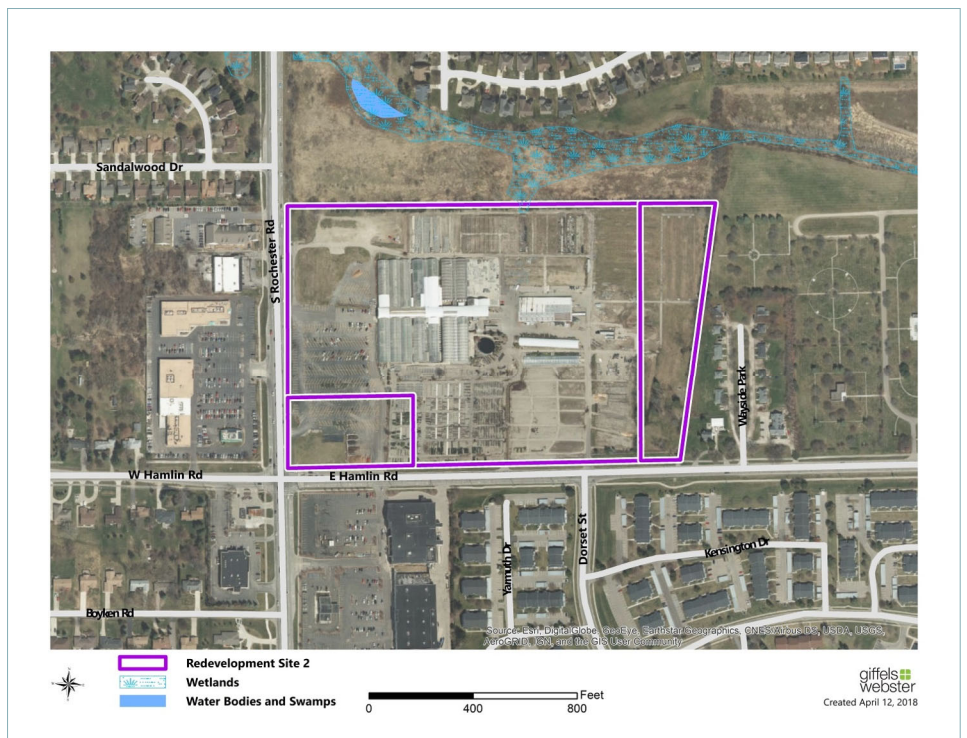 Sandalwood Dr
S Rochester Rd
Wayside Park
W Hamlin Rd
E Hamlin Rd
Yarmuth Dr
Dorset St
Kensington Dr
Boyken Rd
Source: Esri, DigitalGlobe, GeoEye, Earthstar Geographics, CNES/Airbus DS, USDA, USGS,
AeroGRID, IGN, and the GIS User Community
Redevelopment Site 2
Wetlands
Water Bodies and Swamps
Feet
0 400 800
giffels
webster
Created April 12, 2018